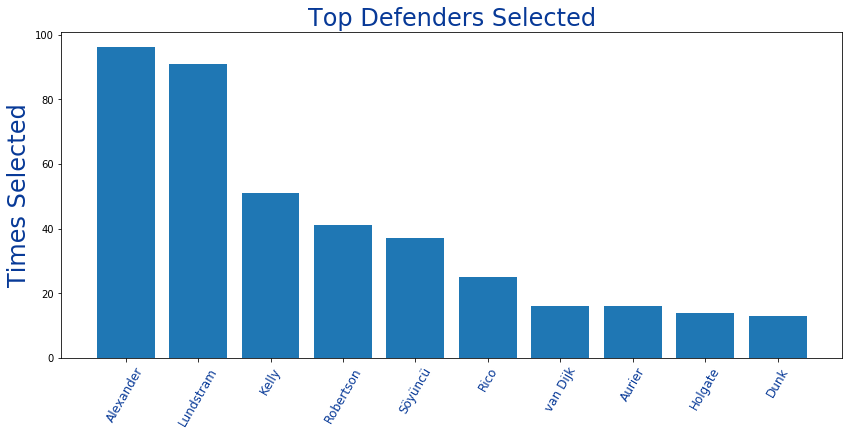 Top Defenders Selected
Times Selected
100
80
60
40
20
0
Alexander
Lundstram
Kelly
Robertson
Söyüncü
Rico
van Dijk
Aurier
Holgate
Dunk